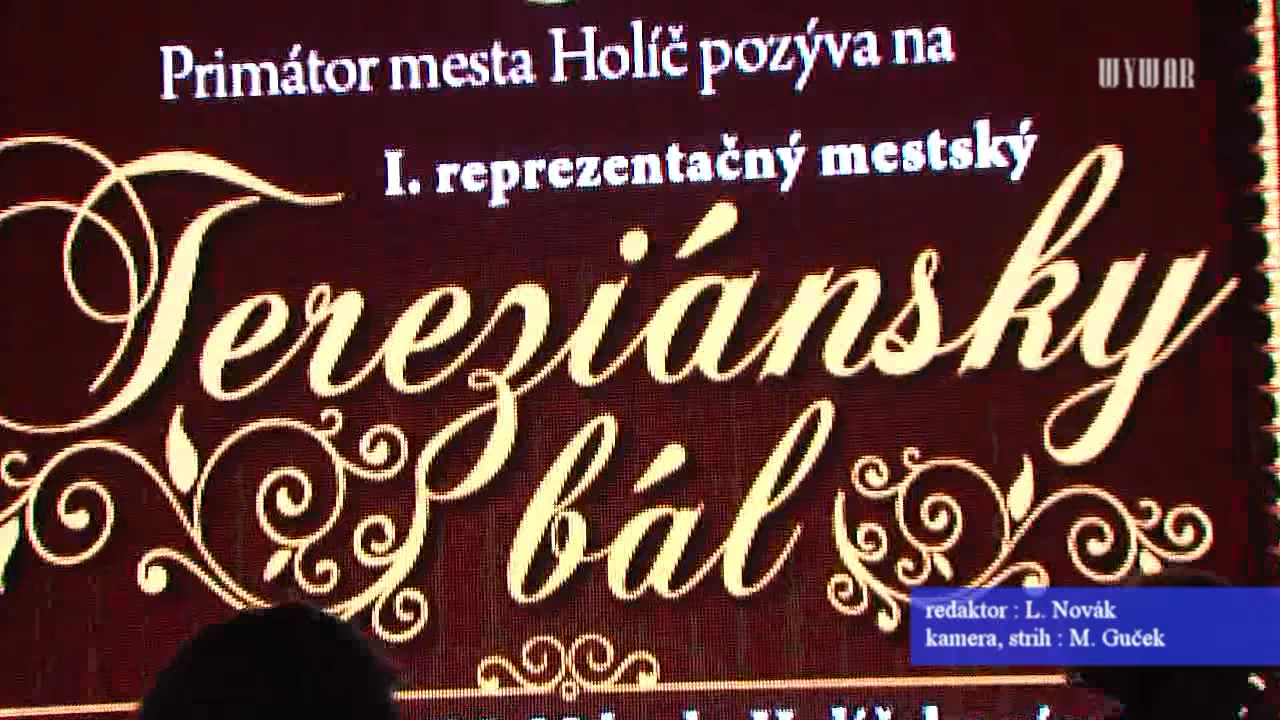 Primátor mesta Holíč pozýva na
WYWAR
I. reprezentačný mestský
Tereziánsky
bál
redaktor : L. Novák
kamera, strih : M. Guček